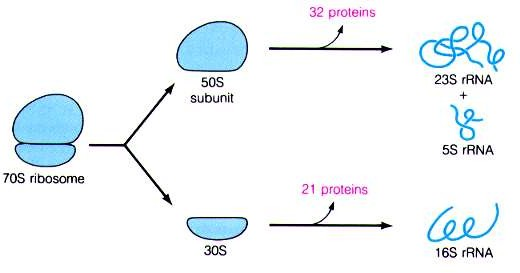 32 proteins
50S
subunit
23S rRNA
+
5S rRNA
70S ribosome
21 proteins
30S
16S rRNA